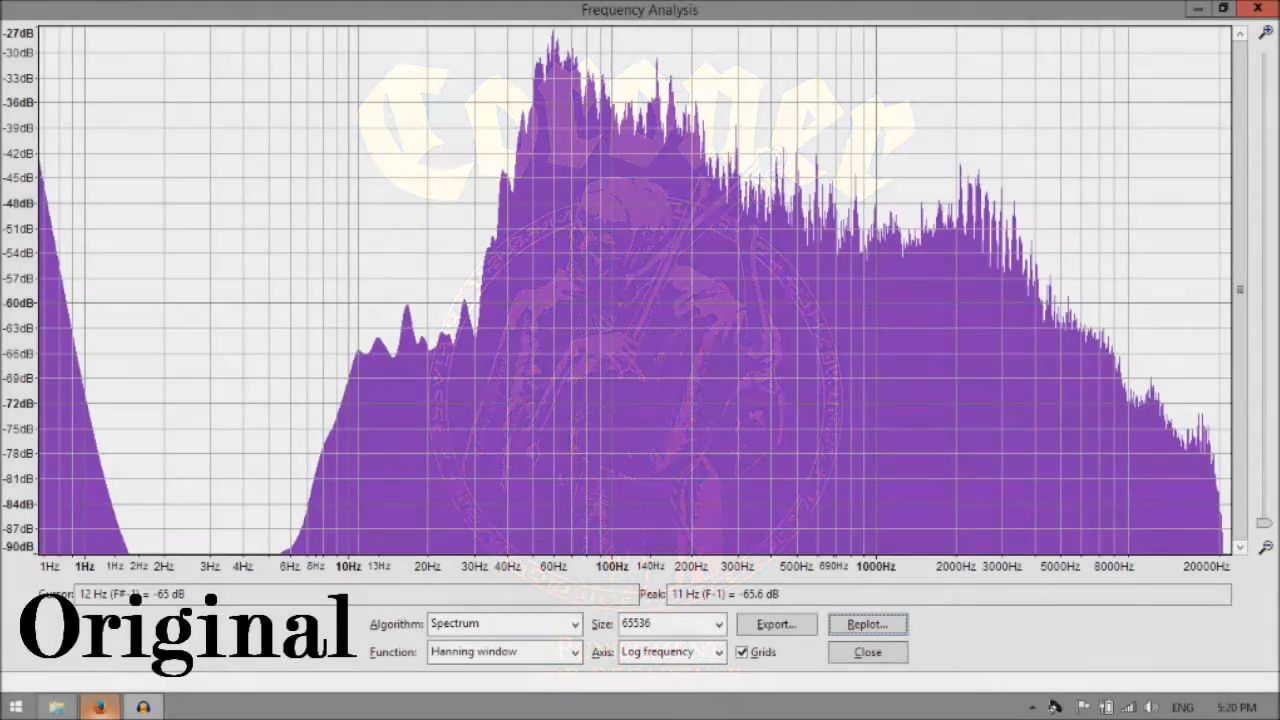 Frequency Analysis
Coroner
-27dB
-30dB
-33dB
-36dB
-39dB
-42dB
-45dB
-48dB
-51dB
-54dB
-57dB
-60dB
-63dB
-66dB
-69dB
-72dB
-75dB
-78dB
-81dB
-84dB
-87dB
-90dB
1Hz 1Hz 1Hz 2Hz 2Hz 3Hz 4Hz 6Hz 7Hz 10Hz 13Hz 20Hz 30Hz 40Hz 60Hz 100Hz 140Hz 200Hz 300Hz 500Hz 690Hz 1000Hz 2000Hz 3000Hz 8000Hz 20000Hz
Cursor: 12 Hz (F#-1) = -65 dB Peak: 11 Hz (F-1) = -65.6 dB
Original
Algorithm: Spectrum Size: 65536 Export... Replot...
Function: Hanning window Axis: Log frequency Grids Close
ENG 5:20 PM